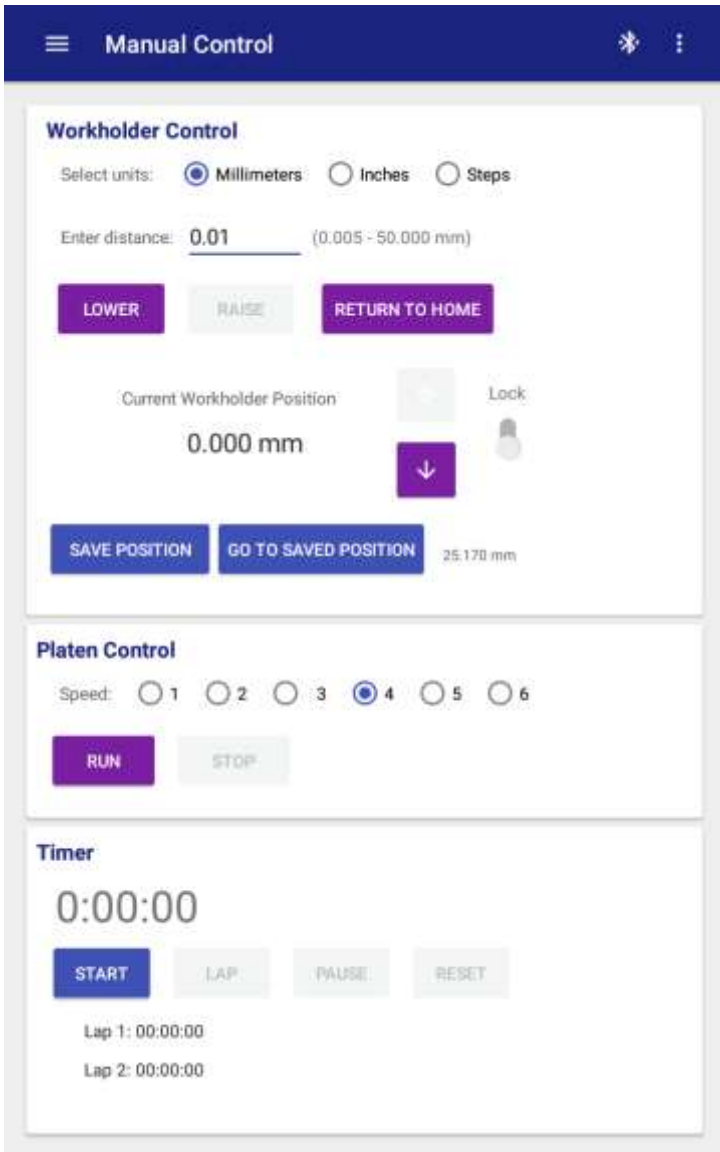 Manual Control
Workholder Control
Select units: Millimeters Inches Steps
Enter distance: 0.01 (0.005 - 50.000 mm)
LOWER RAISE RETURN TO HOME
Current Workholder Position Lock
0.000 mm
SAVE POSITION GO TO SAVED POSITION 25.170 mm
Platen Control
Speed: 1 2 3 4 5 6
RUN STOP
Timer
0:00:00
START LAP PAUSE RESET
Lap 1: 00:00:00
Lap 2: 00:00:00